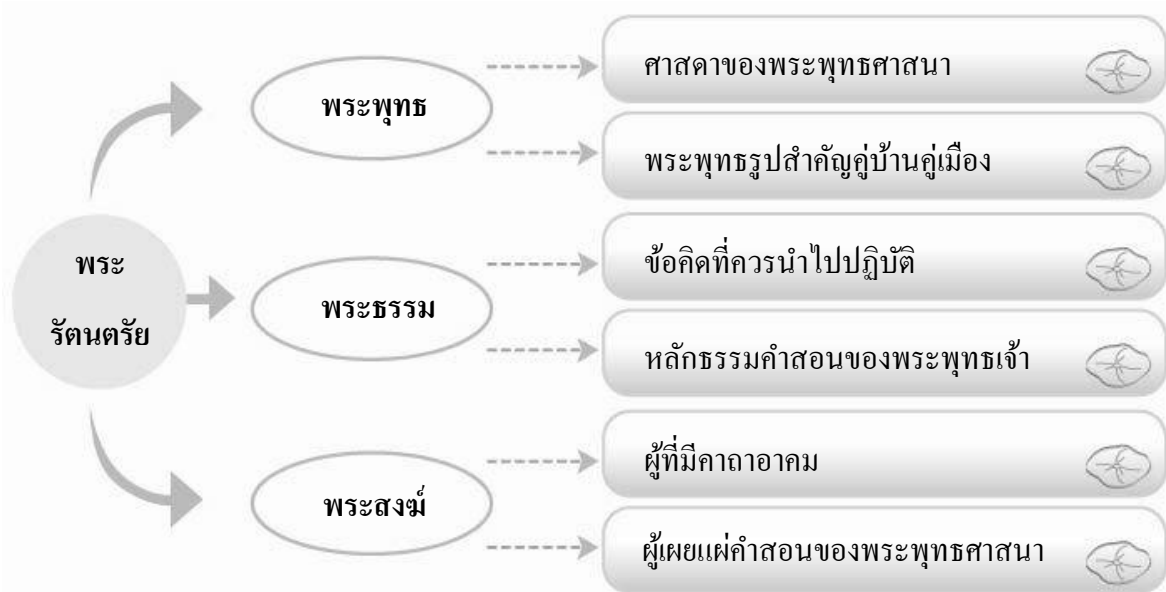 พระ
รัตนตรัย
พระพุทธ
ศาสดาของพระพุทธศาสนา
พระพุทธรูปสำคัญคู่บ้านคู่เมือง
พระธรรม
ข้อคิดที่ควรนำไปปฏิบัติ
หลักธรรมคำสอนของพระพุทธเจ้า
พระสงฆ์
ผู้ที่มีคาถาอาคม
ผู้เผยแผ่คำสอนของพระพุทธศาสนา